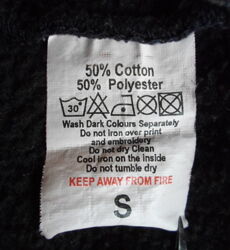 50% Cotton
50% Polyester
30°
Wash Dark Colours Separately
Do not iron over print
and embroidery
Do not dry Clean
Cool iron on the inside
Do not tumble dry
KEEP AWAY FROM FIRE
S